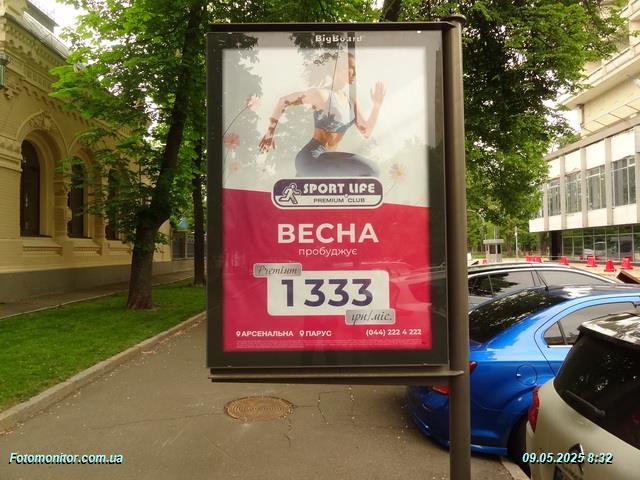 BigBoard
SPORT LIFE
PREMIUM CLUB
ВЕСНА
пробуджує
Premium
1333
грн/міс.
АРСЕНАЛЬНА ПАРУС (044) 222 4 222
Fotomonitor.com.ua
09.05.2025 8:32